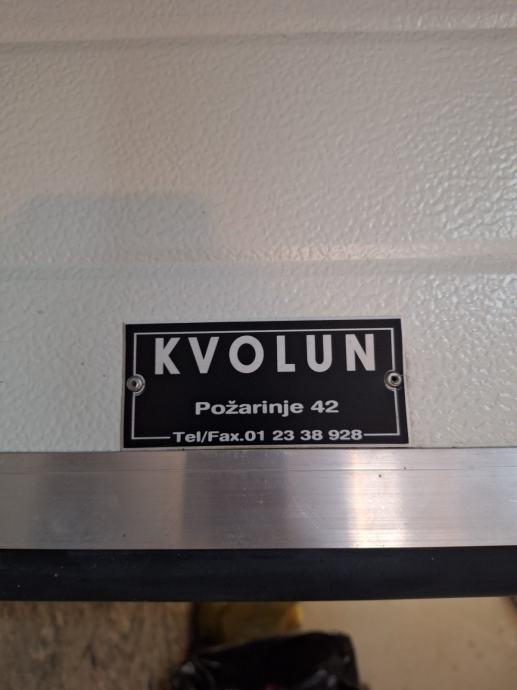 KVOLUN
Požarinje 42
Tel/Fax.01 23 38 928